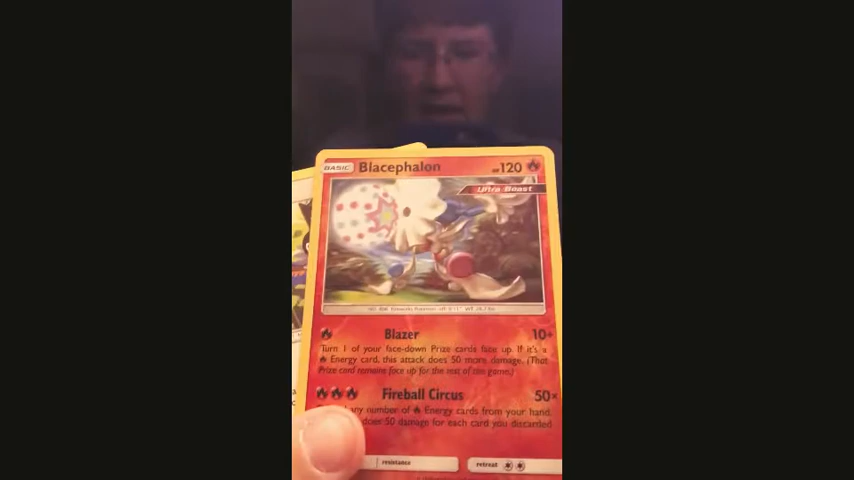 BASIC Blacephalon HP120
Ultra Beast
Blazer 10+
Turn 1 of your face-down Prize cards face up. If it's a
Energy card, this attack does 50 more damage. (That
Prize card remains face up for the rest of the game.)
Fireball Circus 50×
any number of Energy cards from your hand.
does 50 damage for each card you discarded
resistance retreat